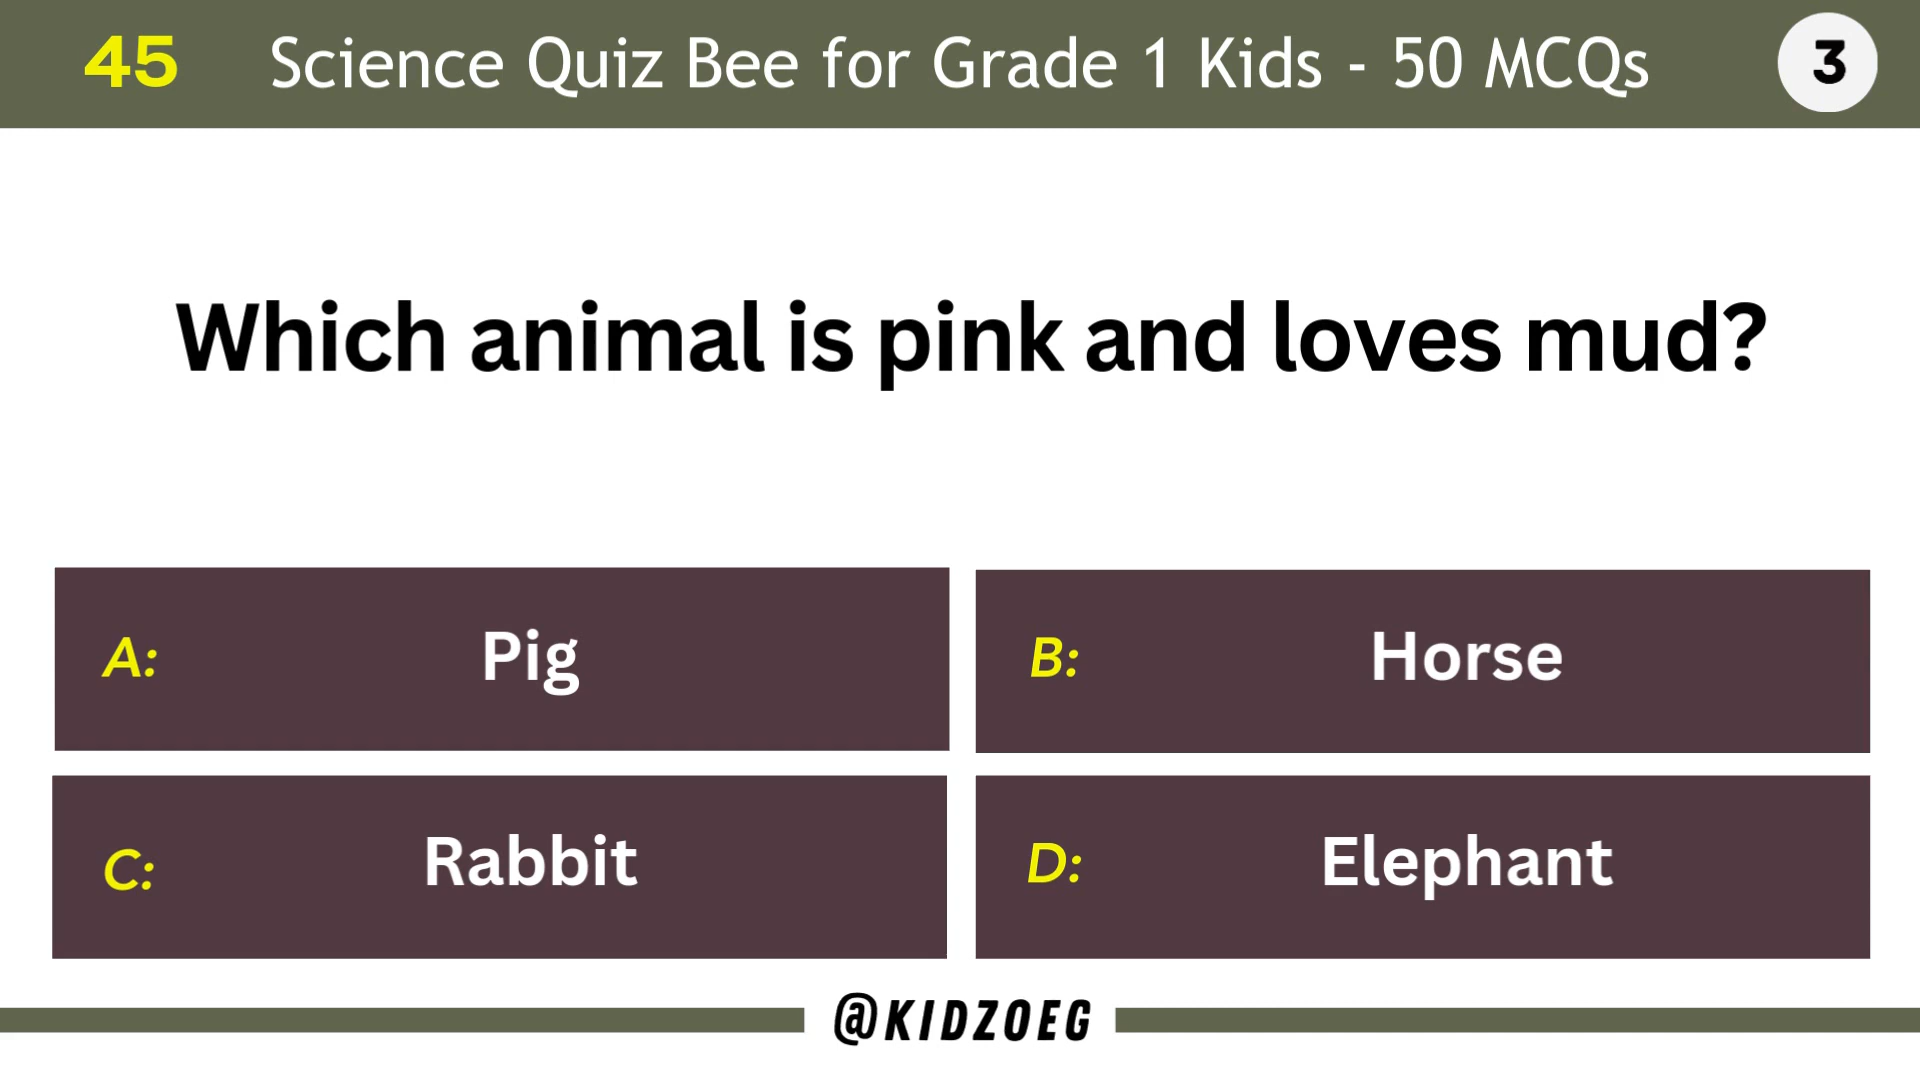 45
Science Quiz Bee for Grade 1 Kids - 50 MCQs
3
Which animal is pink and loves mud?
A: Pig
B: Horse
C: Rabbit
D: Elephant
@KIDZOEG